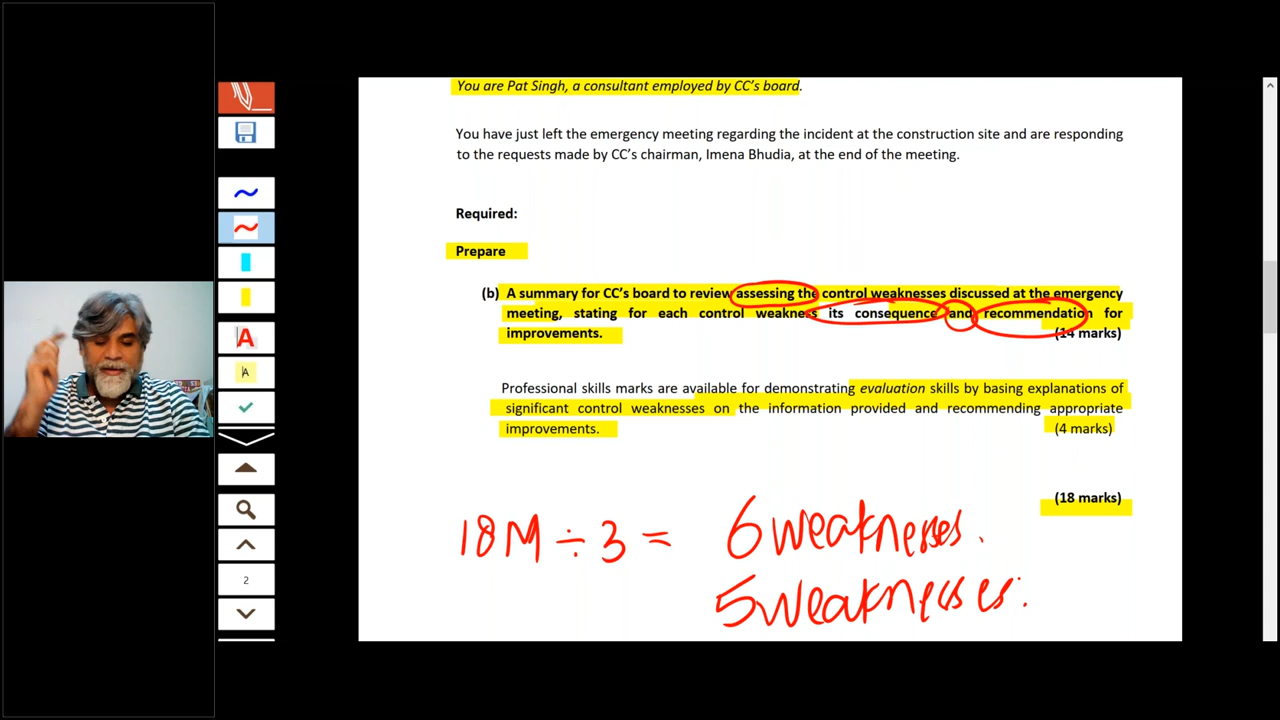 You are Pat Singh, a consultant employed by CC's board.
You have just left the emergency meeting regarding the incident at the construction site and are responding
to the requests made by CC's chairman, Imena Bhudia, at the end of the meeting.
Required:
Prepare
(b) A summary for CC's board to review assessing the control weaknesses discussed at the emergency
meeting, stating for each control weakness its consequence and recommendation for
improvements. (14 marks)
Professional skills marks are available for demonstrating evaluation skills by basing explanations of
significant control weaknesses on the information provided and recommending appropriate
improvements. (4 marks)
(18 marks)
18M ÷ 3 = 6 weaknesses.
5 weaknesses.
A
A
2